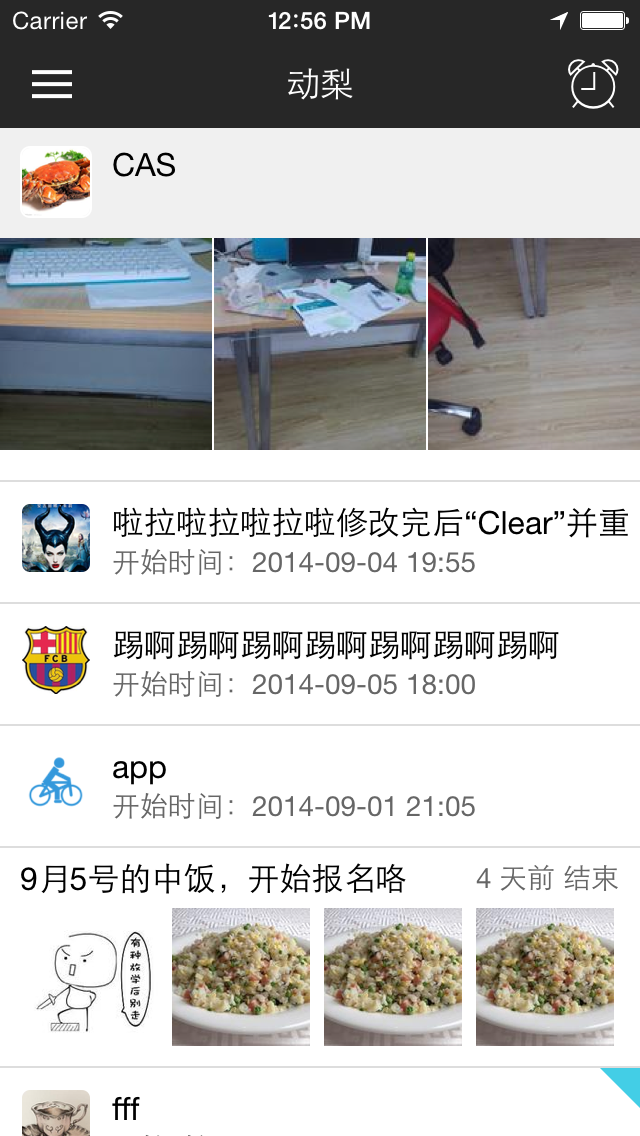 Carrier 12:56 PM
动梨
CAS
啦拉啦拉啦拉啦修改完后“Clear”并重
开始时间：2014-09-04 19:55
FCB
踢啊踢啊踢啊踢啊踢啊踢啊踢啊
开始时间：2014-09-05 18:00
app
开始时间：2014-09-01 21:05
9月5号的中饭，开始报名咯 4 天前 结束
有种放学后别走
fff